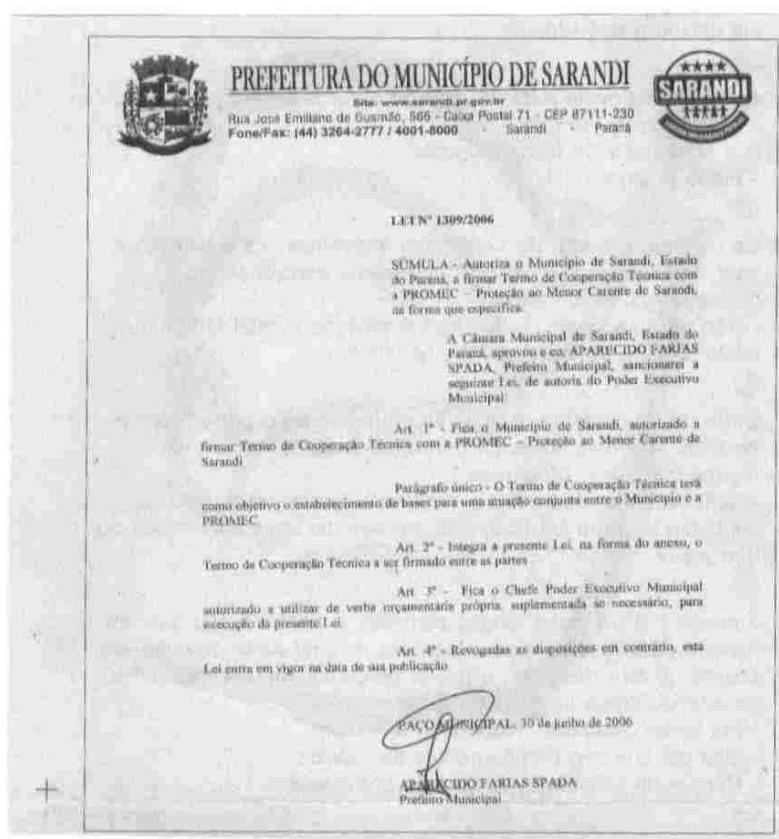 PREFEITURA DO MUNICÍPIO DE SARANDI
Site: www.sarandi.pr.gov.br
Rua José Emiliano de Gusmão, 565 - Caixa Postal 71 - CEP 87111-230
Fone/Fax: (44) 3264-2777 / 4001-8000 - Sarandi - Paraná
SARANDI
LEI Nº 1309/2006
SÚMULA - Autoriza o Município de Sarandi, Estado
do Paraná, a firmar Termo de Cooperação Técnica com
a PROMEC – Proteção ao Menor Carente de Sarandi,
na forma que especifica.
A Câmara Municipal de Sarandi, Estado do
Paraná, aprovou e eu, APARECIDO FARIAS
SPADA, Prefeito Municipal, sancionarei a
seguinte Lei, de autoria do Poder Executivo
Municipal:
Art. 1º - Fica o Município de Sarandi, autorizado a
firmar Termo de Cooperação Técnica com a PROMEC – Proteção ao Menor Carente de
Sarandi
Parágrafo único - O Termo de Cooperação Técnica terá
como objetivo o estabelecimento de bases para uma atuação conjunta entre o Município e a
PROMEC.
Art. 2º - Integra a presente Lei, na forma do anexo, o
Termo de Cooperação Técnica a ser firmado entre as partes
Art. 3º - Fica o Chefe Poder Executivo Municipal
autorizado a utilizar de verba orçamentária própria, suplementada se necessário, para
execução da presente Lei
Art. 4º - Revogadas as disposições em contrário, esta
Lei entra em vigor na data de sua publicação
PAÇO MUNICIPAL, 30 de junho de 2006
APARECIDO FARIAS SPADA
Prefeito Municipal